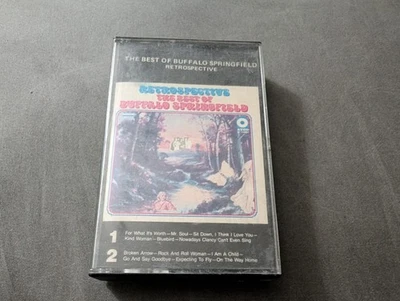 THE BEST OF BUFFALO SPRINGFIELD
RETROSPECTIVE
RETROSPECTIVE
THE BEST OF
BUFFALO SPRINGFIELD
1
For What It's Worth—Mr. Soul—Sit Down, I Think I Love You—
Kind Woman—Bluebird—Nowadays Clancy Can't Even Sing
2
Broken Arrow—Rock And Roll Woman—I Am A Child—
Go And Say Goodbye—Expecting To Fly—On The Way Home